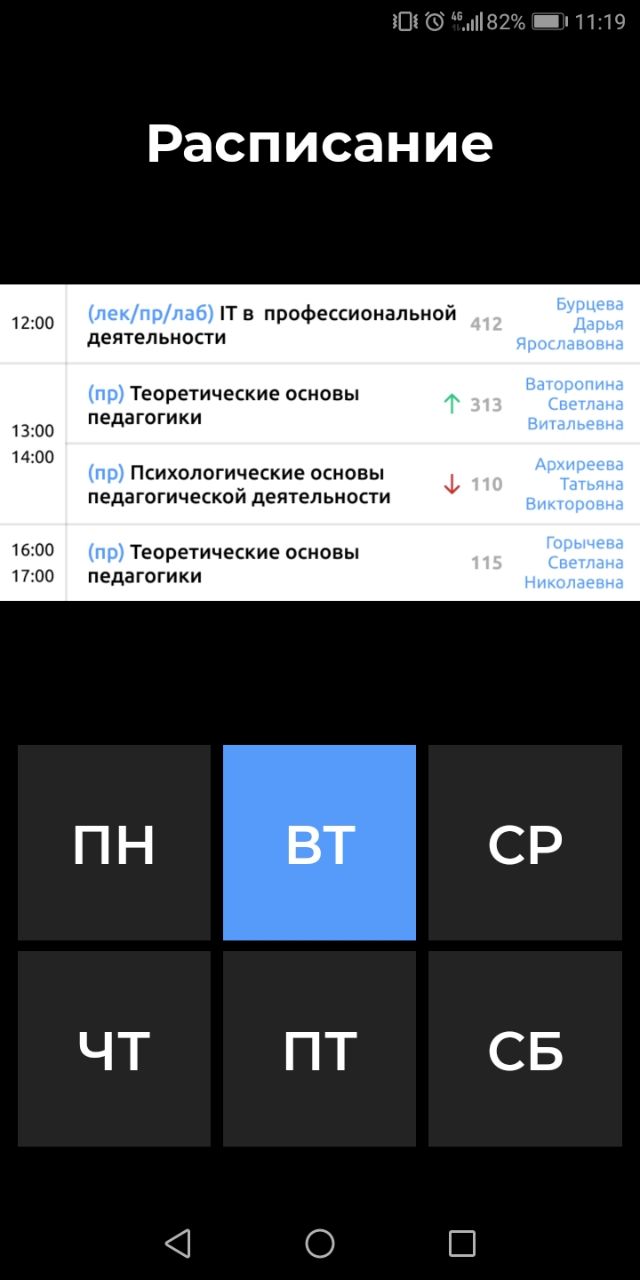 4G 82% 11:19
Расписание
12:00
(лек/пр/лаб) IT в профессиональной
деятельности
412
Бурцева
Дарья
Ярославовна
13:00
14:00
(пр) Теоретические основы
педагогики
↑ 313
Ваторопина
Светлана
Витальевна
(пр) Психологические основы
педагогической деятельности
↓ 110
Архиреева
Татьяна
Викторовна
16:00
17:00
(пр) Теоретические основы
педагогики
115
Горычева
Светлана
Николаевна
ПН ВТ СР
ЧТ ПТ СБ